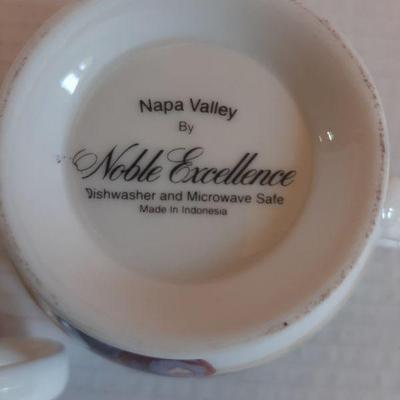 Napa Valley
By
Noble Excellence
Dishwasher and Microwave Safe
Made In Indonesia